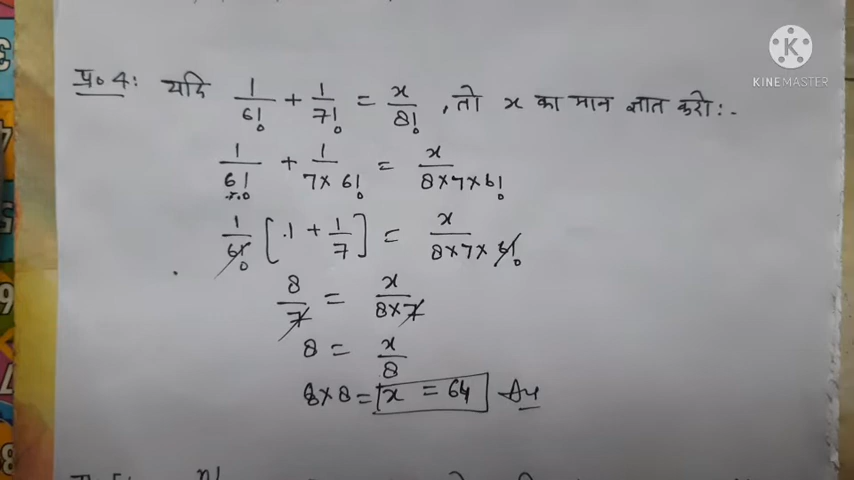 K
KINEMASTER
प्र० 4: यदि 1/6! + 1/7! = x/8! , तो x का मान ज्ञात करो :-
1/6! + 1/(7×6!) = x/(8×7×6!)
1/6! [1 + 1/7] = x/(8×7×6!)
8/7 = x/(8×7)
8 = x/8
8×8 = x = 64 Ans